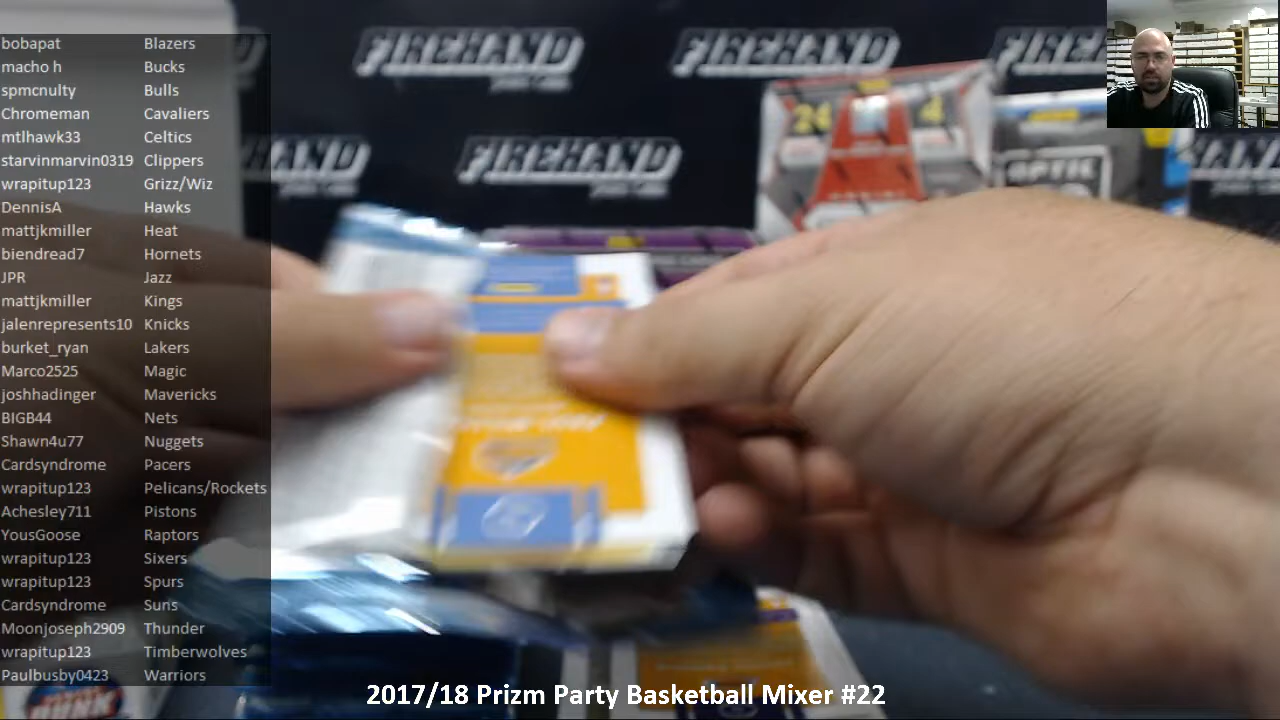 bobapat Blazers
macho h Bucks
spmcnulty Bulls
Chromeman Cavaliers
mtlhawk33 Celtics
starvinmarvin0319 Clippers
wrapitup123 Grizz/Wiz
DennisA Hawks
mattjkmiller Heat
biendread7 Hornets
JPR Jazz
mattjkmiller Kings
jalenrepresents10 Knicks
burket_ryan Lakers
Marco2525 Magic
joshhadinger Mavericks
BIGB44 Nets
Shawn4u77 Nuggets
Cardsyndrome Pacers
wrapitup123 Pelicans/Rockets
Achesley711 Pistons
YousGoose Raptors
wrapitup123 Sixers
wrapitup123 Spurs
Cardsyndrome Suns
Moonjoseph2909 Thunder
wrapitup123 Timberwolves
Paulbusby0423 Warriors
FIREHAND
FIREHAND
FIREHAND
24
4
OPTIC
2017/18 Prizm Party Basketball Mixer #22